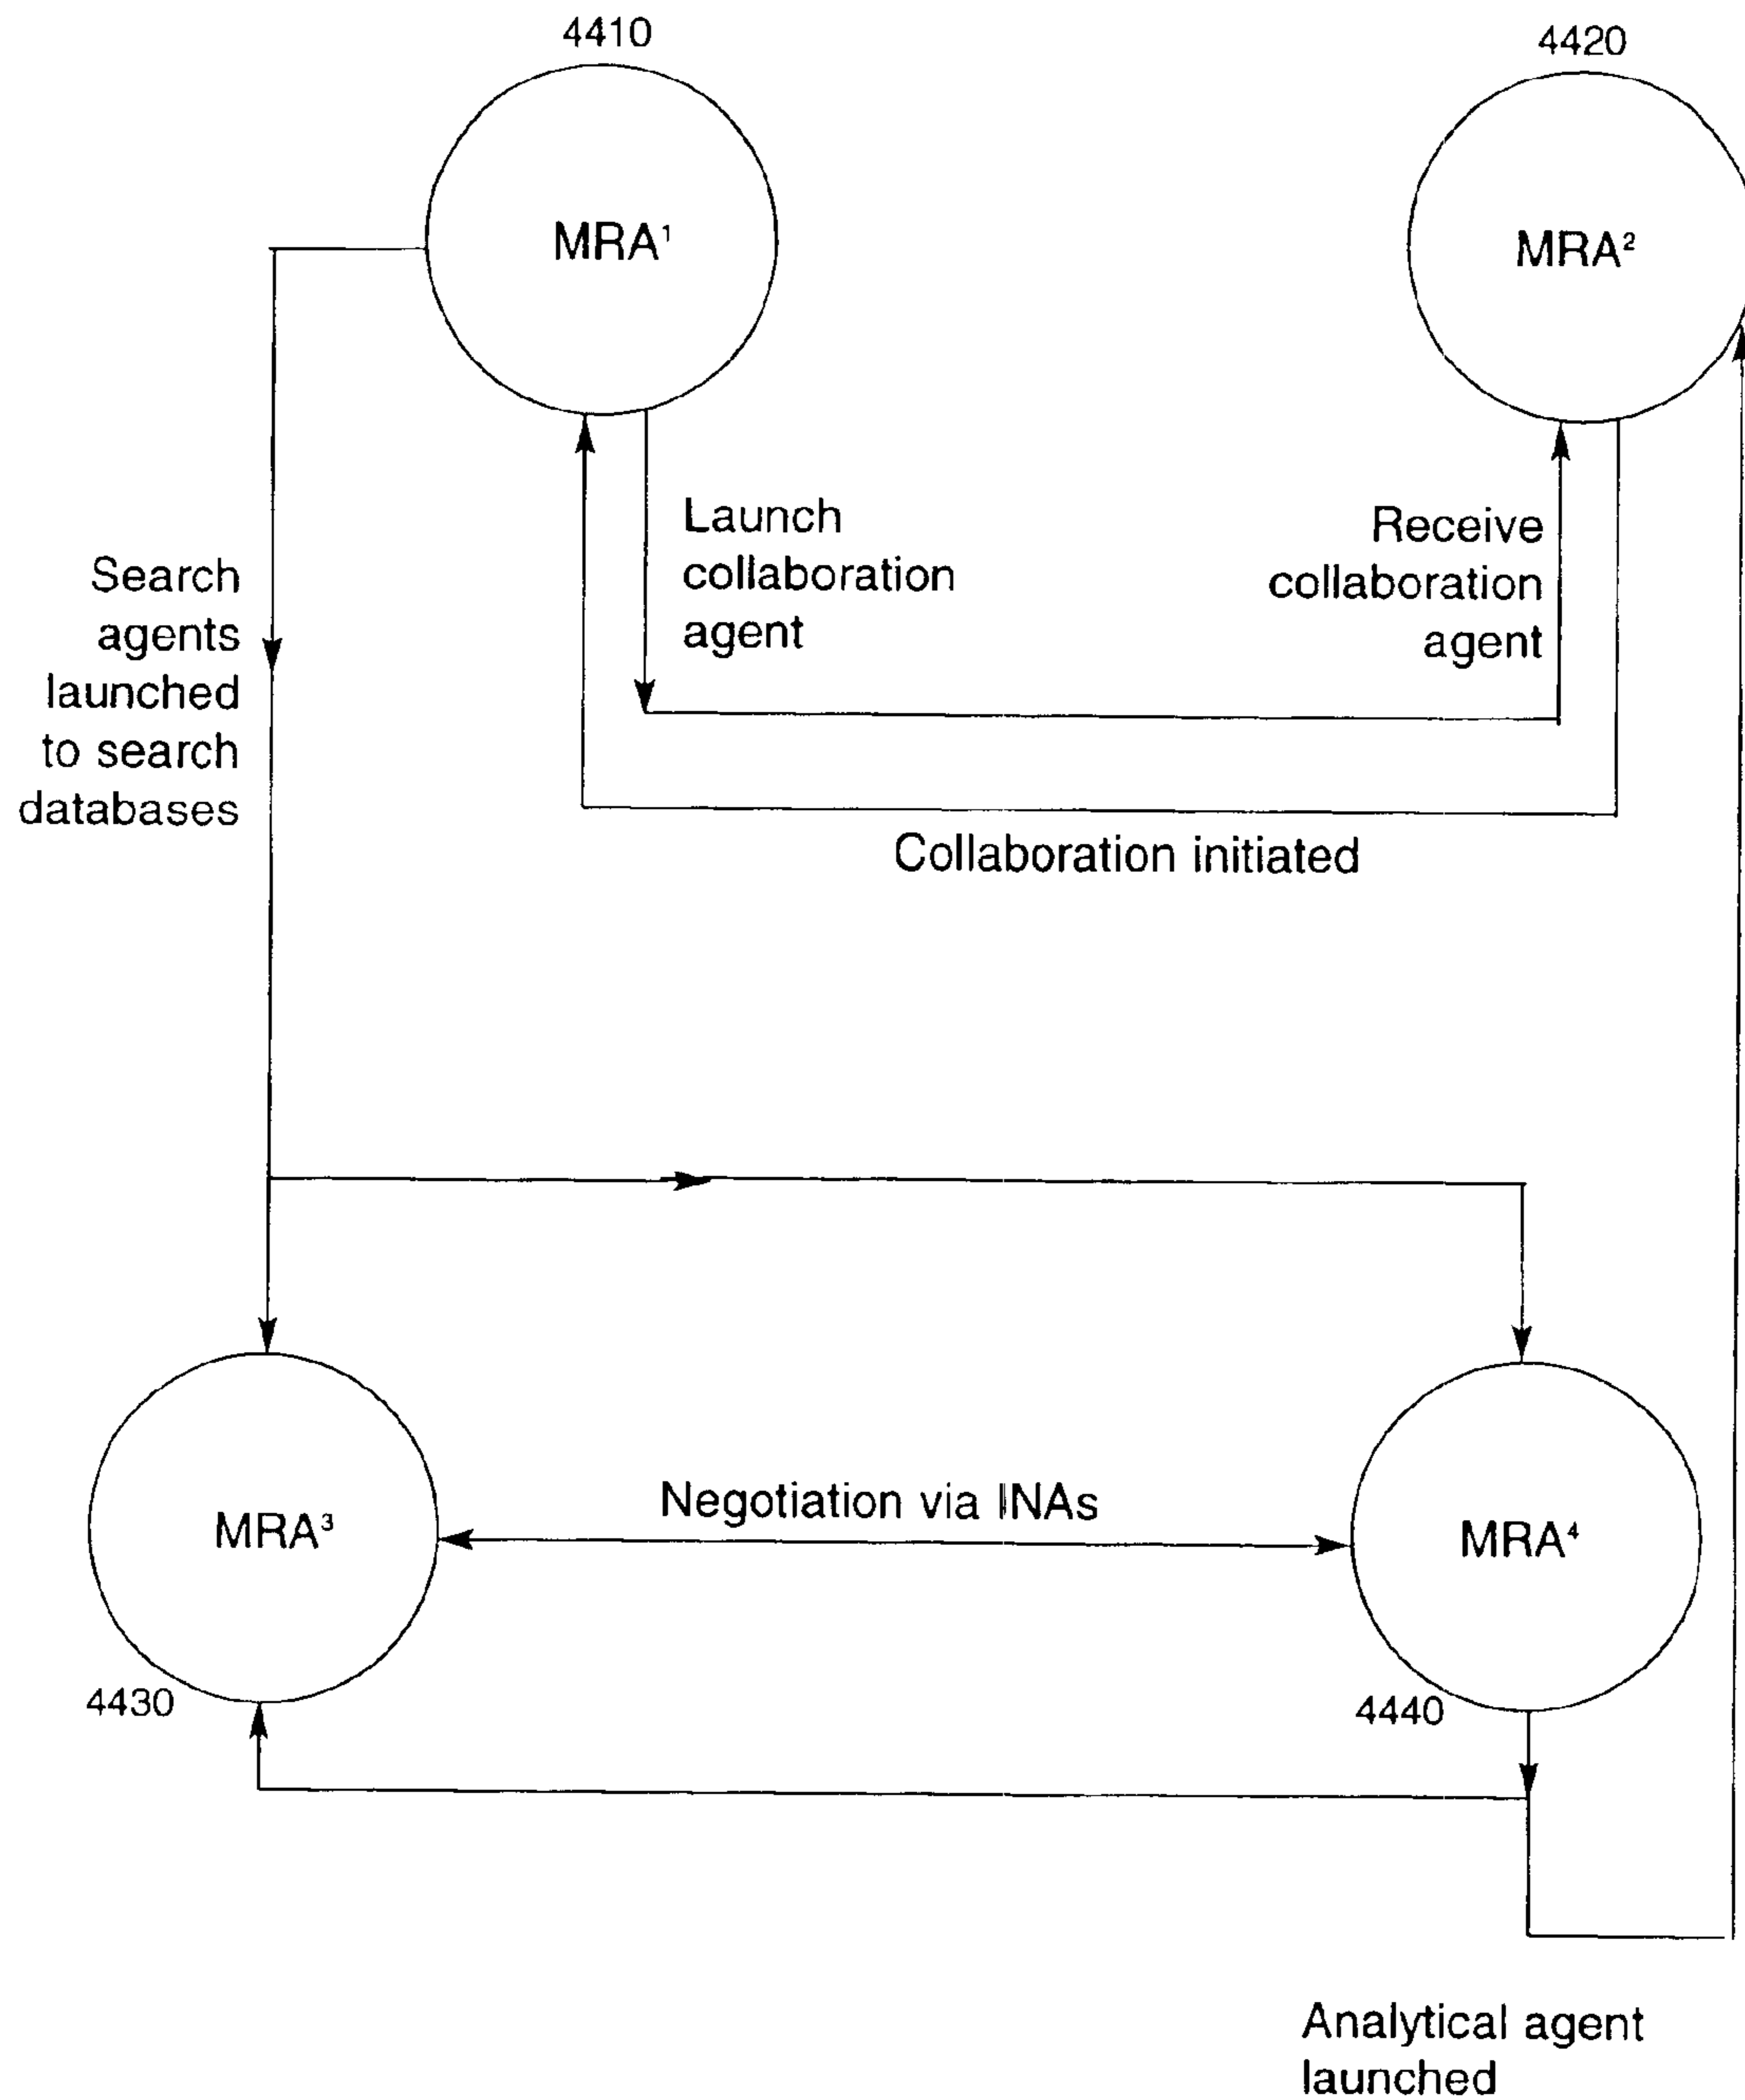 4410
4420
MRA¹
MRA²
Launch
collaboration
agent
Receive
collaboration
agent
Search
agents
launched
to search
databases
Collaboration initiated
Negotiation via INAs
MRA³
MRA⁴
4430
4440
Analytical agent
launched